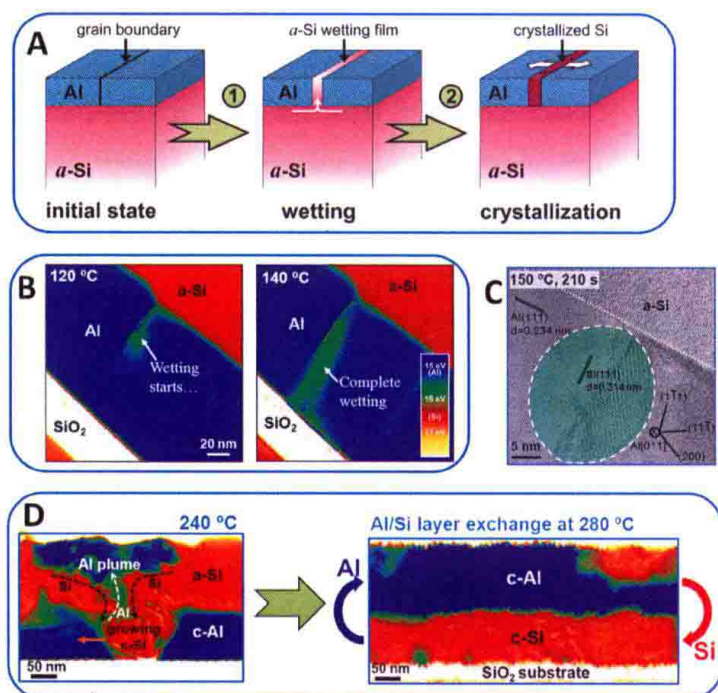 A
grain boundary
Al
a-Si
initial state
1
a-Si wetting film
Al
a-Si
wetting
2
crystallized Si
Al
a-Si
crystallization
B
120 °C
a-Si
Al
Wetting
starts...
SiO2
20 nm
140 °C
a-Si
Al
Complete
wetting
SiO2
15 eV
(Al)
16 eV
(Si)
17 eV
C
150 °C, 210 s
a-Si
Al(111)
d=0.234 nm
Si(111)
d=0.314 nm
(200)
5 nm
D
240 °C
Al plume
Si
Si
a-Si
Al
growing
c-Si
c-Al
50 nm
Al/Si layer exchange at 280 °C
Al
c-Al
c-Si
Si
50 nm
SiO2 substrate